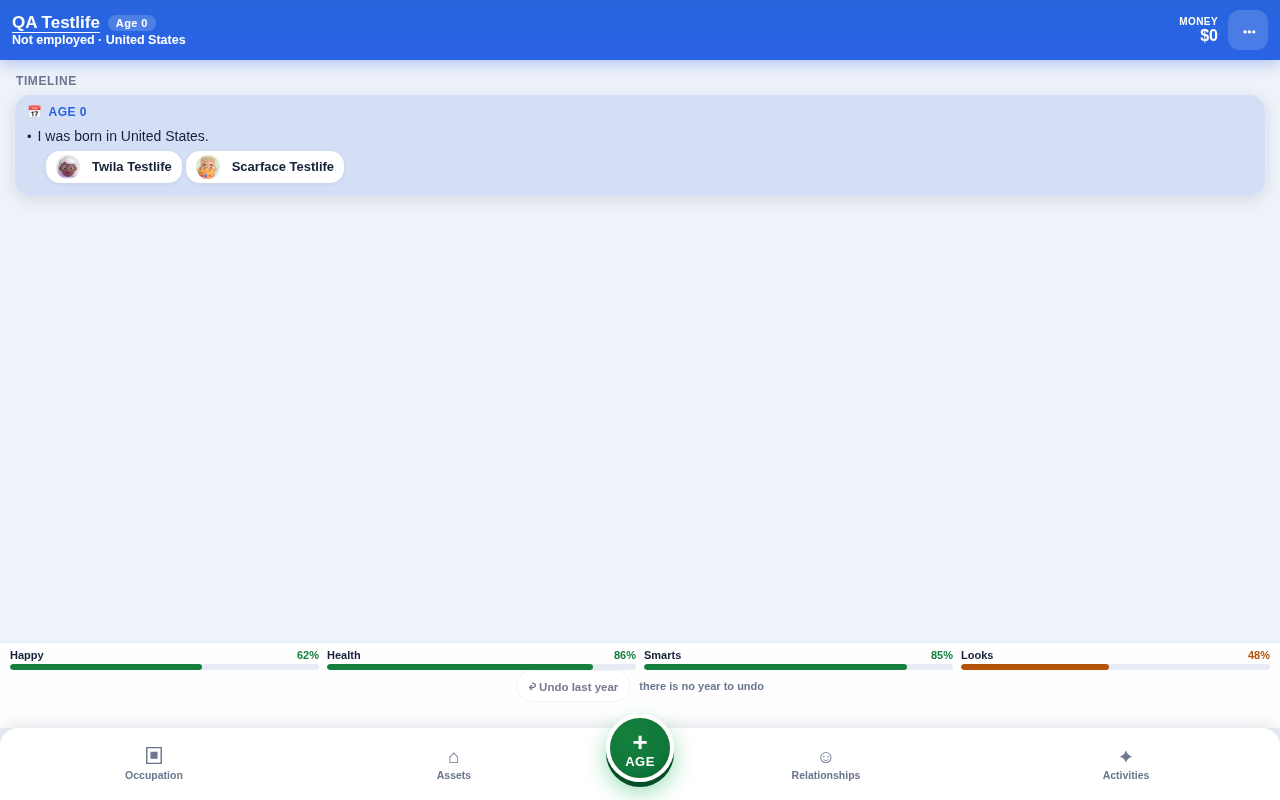 QA Testlife Age 0
Not employed · United States
MONEY
$0
TIMELINE
AGE 0
• I was born in United States.
Twila Testlife Scarface Testlife
Happy 62% Health 86% Smarts 85% Looks 48%
Undo last year there is no year to undo
+
AGE
Occupation Assets Relationships Activities